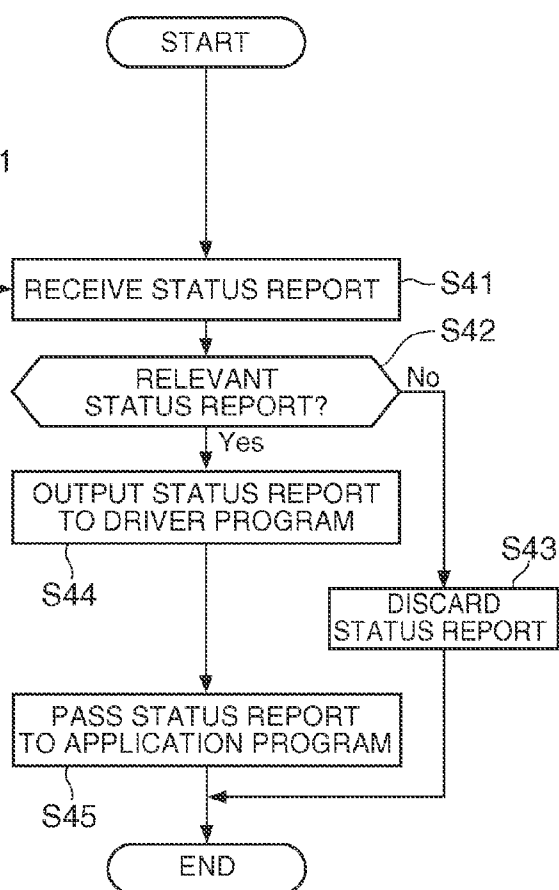 START
1
RECEIVE STATUS REPORT
S41
S42
RELEVANT
STATUS REPORT?
No
Yes
OUTPUT STATUS REPORT
TO DRIVER PROGRAM
S44
S43
DISCARD
STATUS REPORT
PASS STATUS REPORT
TO APPLICATION PROGRAM
S45
END